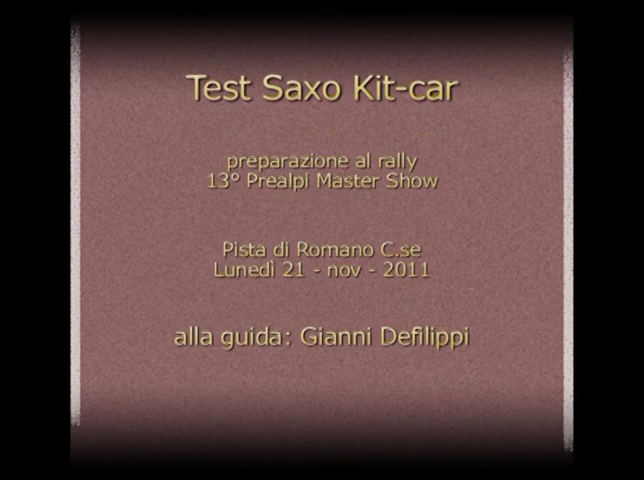 Test Saxo Kit-car
preparazione al rally
13° Prealpi Master Show
Pista di Romano C.se
Lunedì 21 - nov - 2011
alla guida: Gianni Defilippi